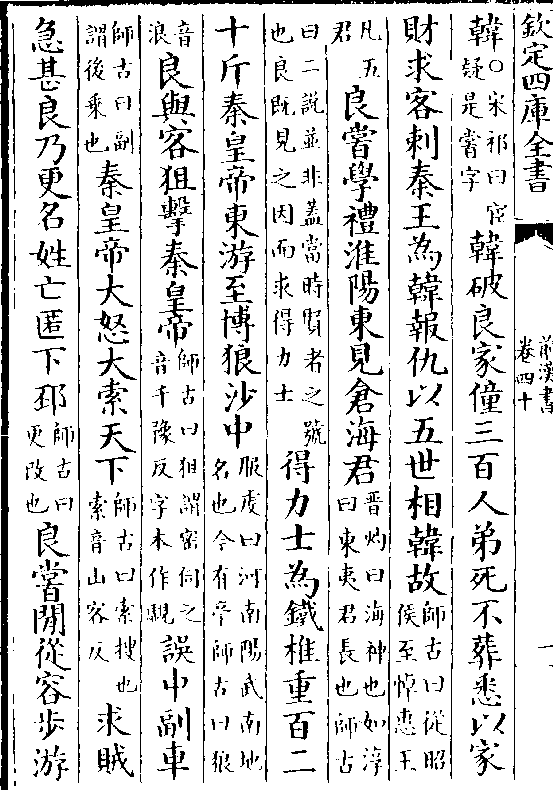 欽定四庫全書
前漢書
卷四十
韓○宋祁曰宦疑是嘗字韓破良家僮三百人弟死不葬悉以家
財求客刺秦王為韓報仇以五世相韓故師古曰從昭侯至悼惠王
凡五君良嘗學禮淮陽東見倉海君晉灼曰海神也如淳曰東夷君長也師古
曰二說並非蓋當時賢者之號也良既見之因而求得力士得力士為鐵椎重百二
十斤秦皇帝東游至博狼沙中服虔曰河南陽武南地名也今有亭師古曰狼
音浪良與客狙擊秦皇帝師古曰狙謂密伺之音千豫反字本作覰誤中副車
師古曰副謂後乘也秦皇帝大怒大索天下師古曰索搜也索音山客反求賊
急甚良乃更名姓亡匿下邳師古曰更改也良嘗閒從容步游